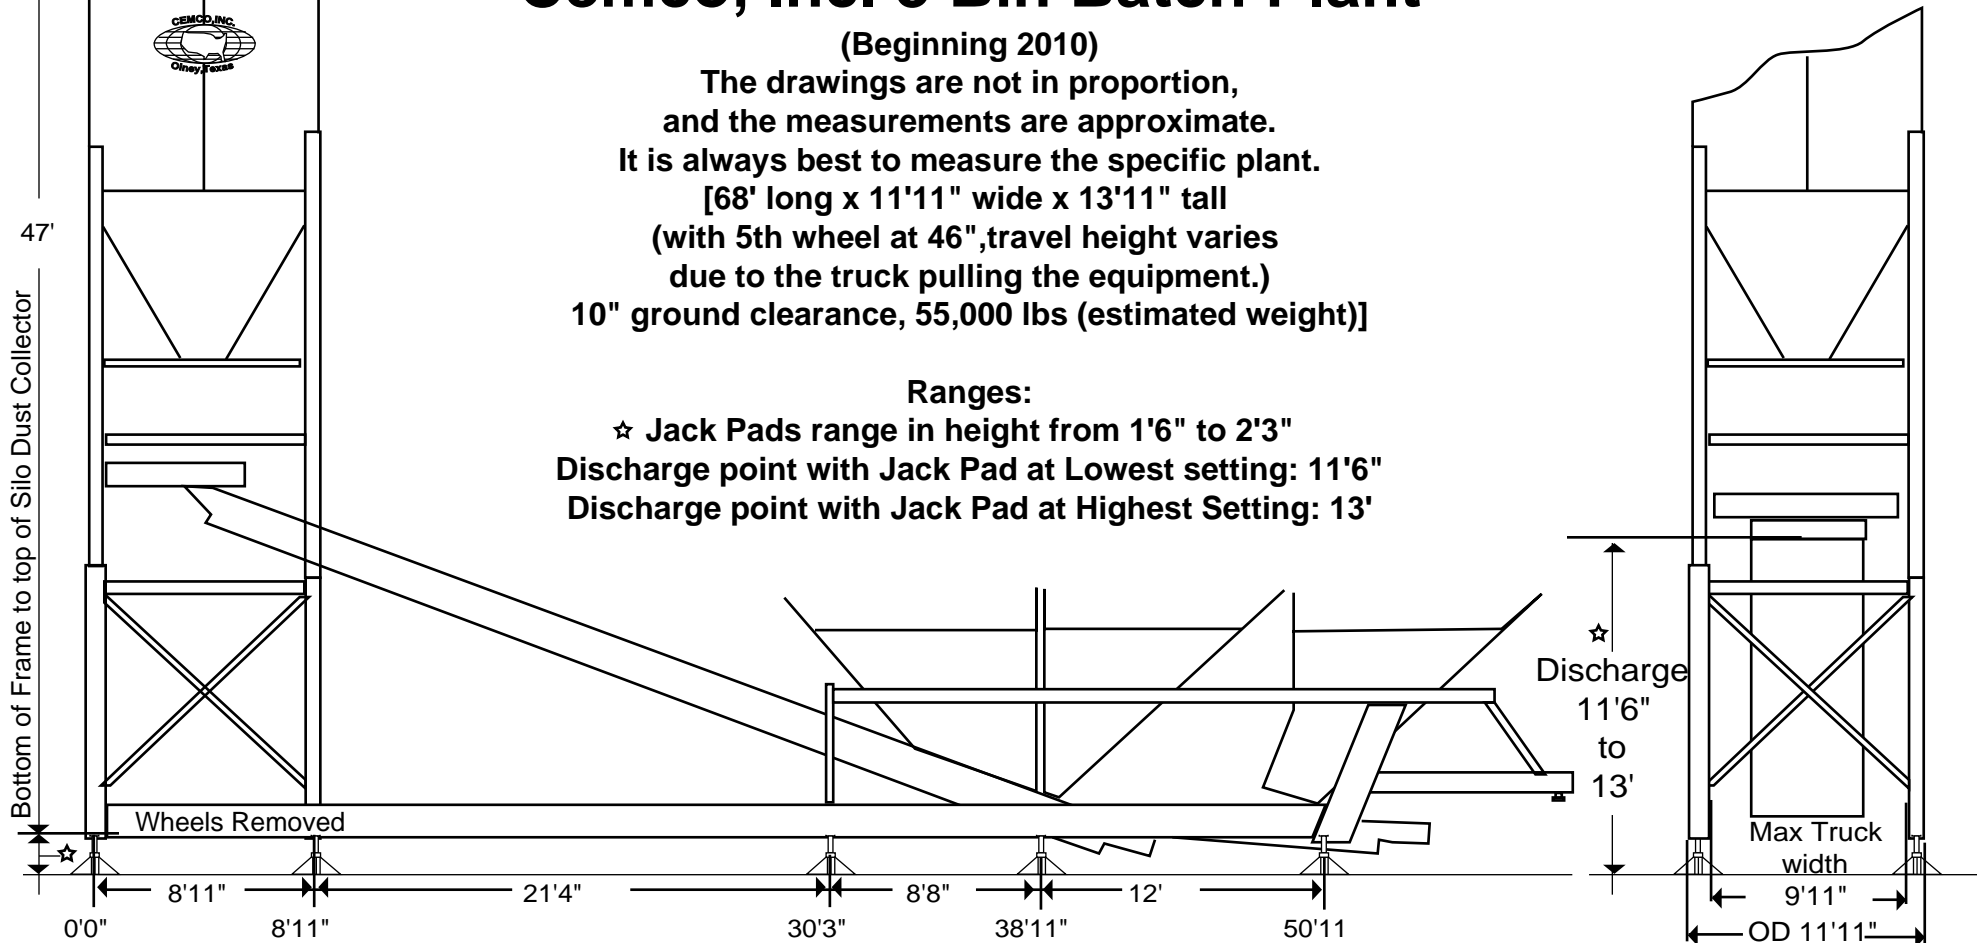 CEMCO,INC.
Olney,Texas
(Beginning 2010)
The drawings are not in proportion,
and the measurements are approximate.
It is always best to measure the specific plant.
[68' long x 11'11" wide x 13'11" tall
(with 5th wheel at 46",travel height varies
due to the truck pulling the equipment.)
10" ground clearance, 55,000 lbs (estimated weight)]
Ranges:
☆ Jack Pads range in height from 1'6" to 2'3"
Discharge point with Jack Pad at Lowest setting: 11'6"
Discharge point with Jack Pad at Highest Setting: 13'
47'
Bottom of Frame to top of Silo Dust Collector
☆
Wheels Removed
☆
Discharge
11'6"
to
13'
Max Truck
width
9'11"
OD 11'11"
8'11" 21'4" 8'8" 12'
0'0" 8'11" 30'3" 38'11" 50'11